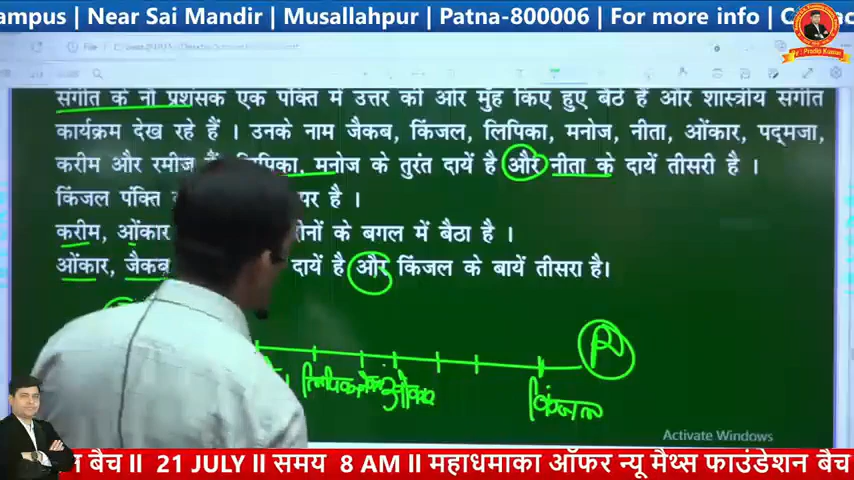 ampus | Near Sai Mandir | Musallahpur | Patna-800006 | For more info | C
संगीत के नौ प्रशंसक एक पंक्ति में उत्तर की ओर मुँह किए हुए बैठे हैं और शास्त्रीय संगीत
कार्यक्रम देख रहे हैं । उनके नाम जैकब, किंजल, लिपिका, मनोज, नीता, ओंकार, पद्मजा,
करीम और रमीज मनोज के तुरंत दायें है और नीता के दायें तीसरी है ।
किंजल पंक्ति पर है ।
करीम, ओंकार के बगल में बैठा है ।
ओंकार, जैकब दायें है और किंजल के बायें तीसरा है।
R
ओंकार
किंजल
Activate Windows
न बैच II 21 JULY II समय 8 AM II महाधमाका ऑफर न्यू मैथ्स फाउंडेशन बैच